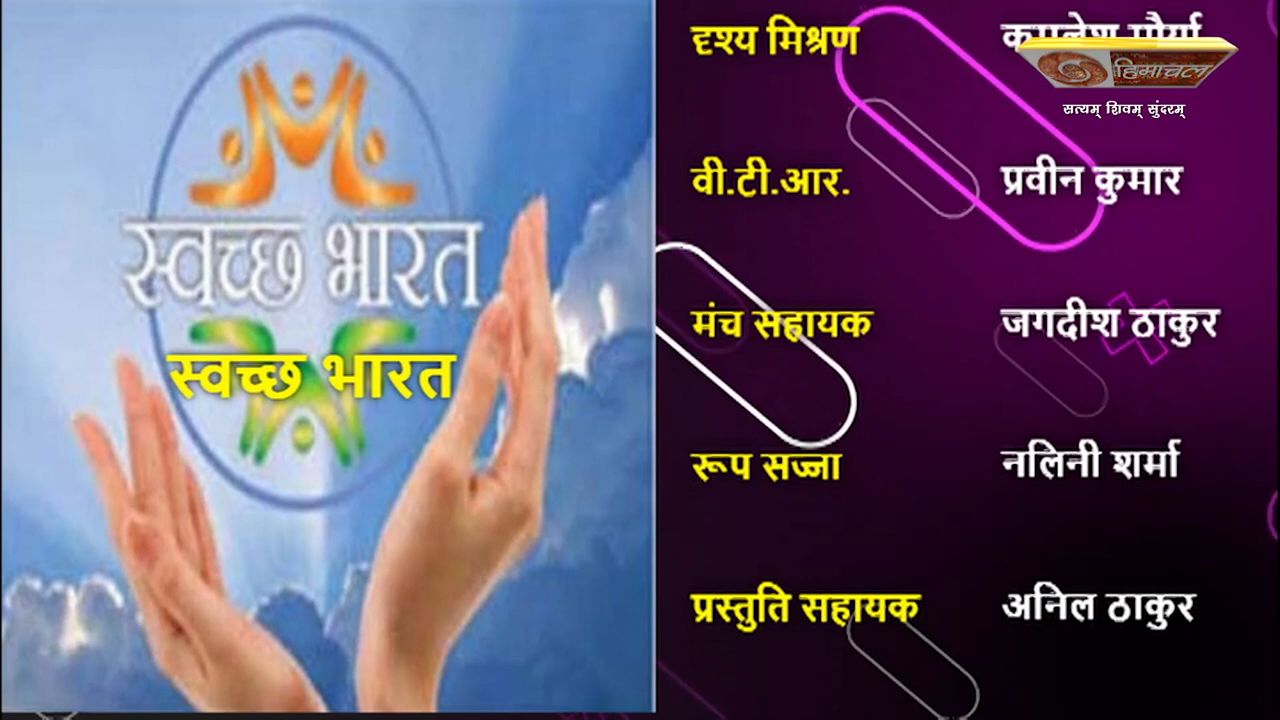 स्वच्छ भारत
स्वच्छ भारत
दृश्य मिश्रण कमलेश मौर्या
हिमाचल
सत्यम् शिवम् सुंदरम्
वी.टी.आर. प्रवीन कुमार
मंच सहायक जगदीश ठाकुर
रूप सज्जा नलिनी शर्मा
प्रस्तुति सहायक अनिल ठाकुर